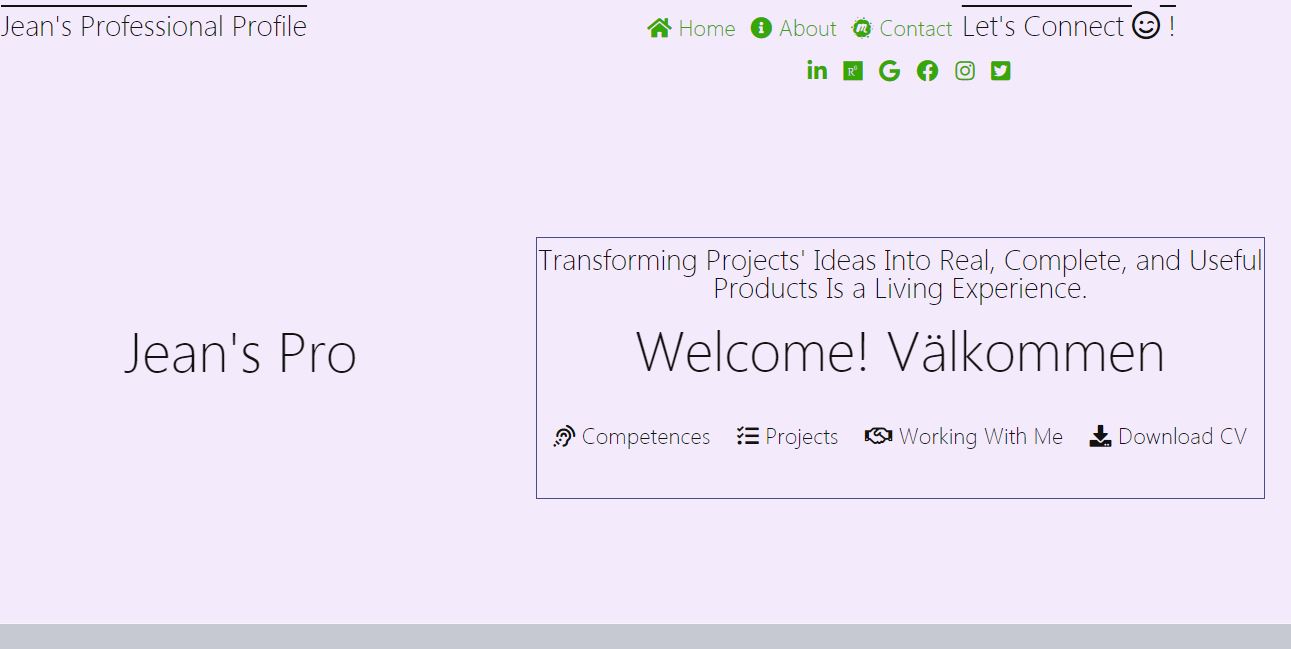 Jean's Professional Profile
Home About Contact Let's Connect !
Transforming Projects' Ideas Into Real, Complete, and Useful
Products Is a Living Experience.
Jean's Pro
Welcome! Välkommen
Competences Projects Working With Me Download CV